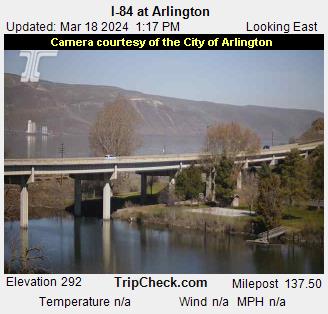 I-84 at Arlington
Updated: Mar 18 2024 1:17 PM Looking East
Camera courtesy of the City of Arlington
Elevation 292 TripCheck.com Milepost 137.50
Temperature n/a Wind n/a MPH n/a